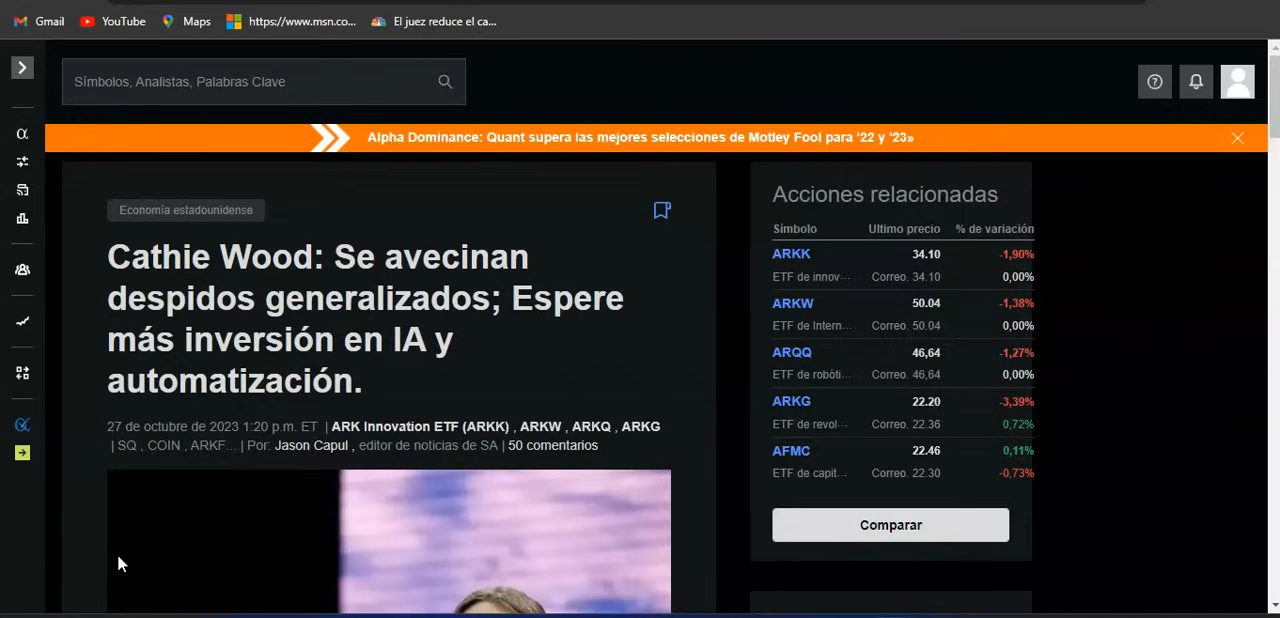 Gmail YouTube Maps https://www.msn.co... El juez reduce el ca...
Símbolos, Analistas, Palabras Clave
Alpha Dominance: Quant supera las mejores selecciones de Motley Fool para '22 y '23»
Economía estadounidense
Cathie Wood: Se avecinan
despidos generalizados; Espere
más inversión en IA y
automatización.
27 de octubre de 2023 1:20 p.m. ET | ARK Innovation ETF (ARKK) , ARKW , ARKQ , ARKG
| SQ , COIN , ARKF... | Por: Jason Capul , editor de noticias de SA | 50 comentarios
Acciones relacionadas
Símbolo Ultimo precio % de variación
ARKK 34.10 -1,90%
ETF de innov... Correo. 34.10 0,00%
ARKW 50.04 -1,38%
ETF de Intern... Correo. 50.04 0,00%
ARQQ 46,64 -1,27%
ETF de robóti... Correo. 46,64 0,00%
ARKG 22.20 -3,39%
ETF de revol... Correo. 22.36 0,72%
AFMC 22.46 0,11%
ETF de capit... Correo. 22.30 -0,73%
Comparar